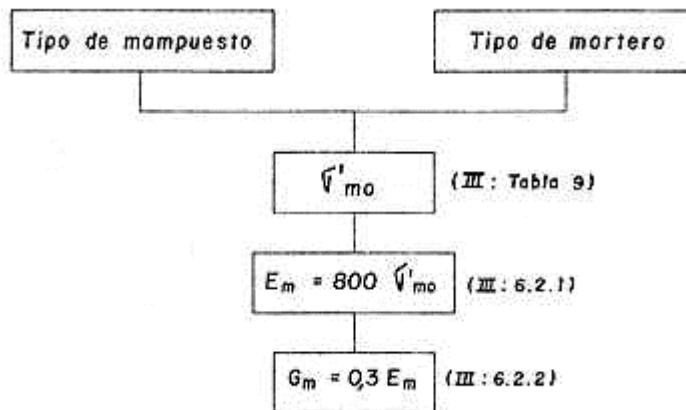 Tipo de mampuesto
Tipo de mortero
σ'mo
(III: Tabla 9)
Em = 800 σ'mo
(III: 6.2.1)
Gm = 0,3 Em
(III: 6.2.2)